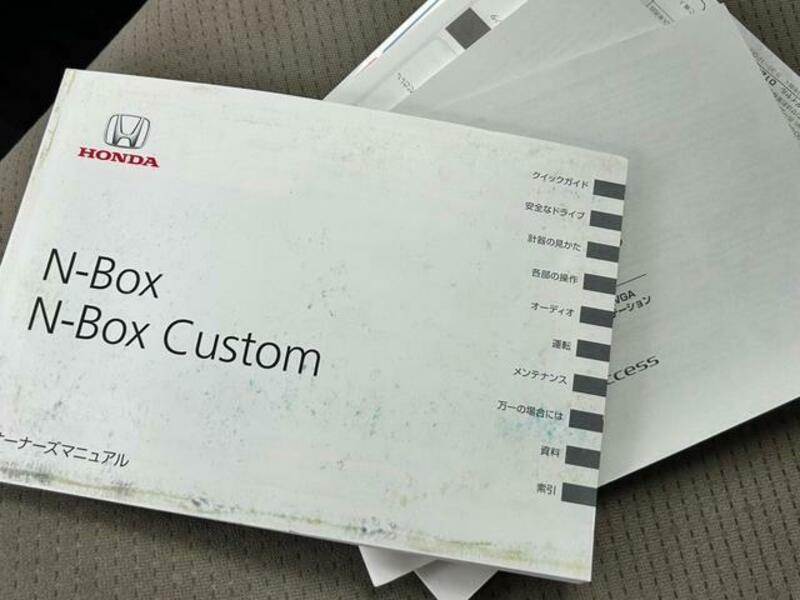 HONDA
N-Box
N-Box Custom
オーナーズマニュアル
クイックガイド
安全なドライブ
計器の見かた
各部の操作
オーディオ
運転
メンテナンス
万一の場合には
資料
索引